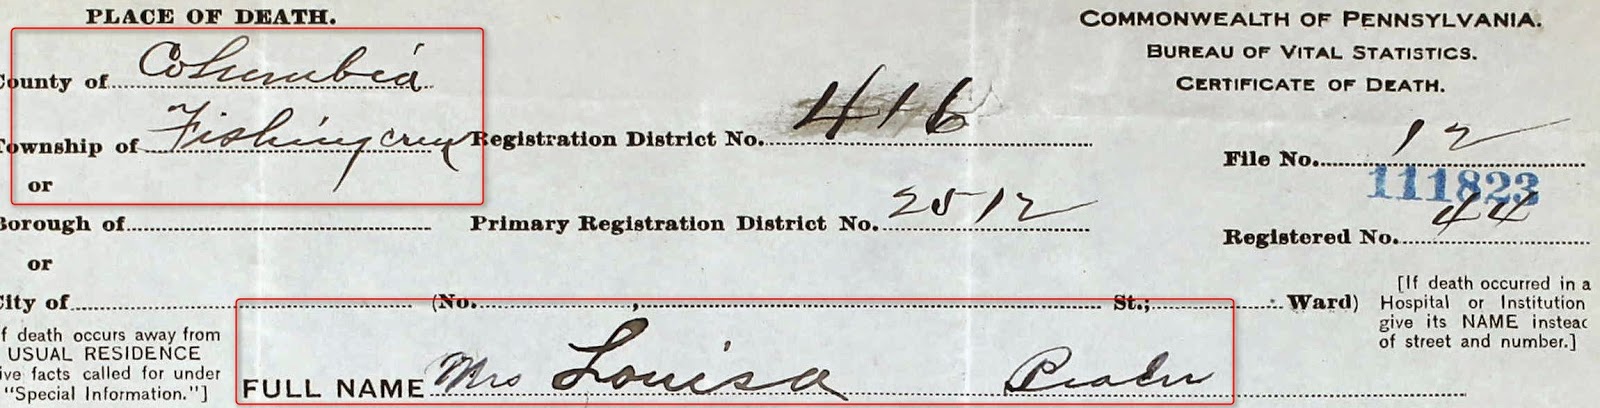 PLACE OF DEATH.
COMMONWEALTH OF PENNSYLVANIA.
BUREAU OF VITAL STATISTICS.
CERTIFICATE OF DEATH.
County of Columbia
Township of Fishingcreek
Registration District No. 416
File No. 12
111823
or
Borough of
Primary Registration District No. 2512
Registered No. 44
or
City of (No. , St.; Ward)
[If death occurred in a
Hospital or Institution
give its NAME instead
of street and number.]
If death occurs away from
USUAL RESIDENCE
give facts called for under
"Special Information."]
FULL NAME Mrs Louisa